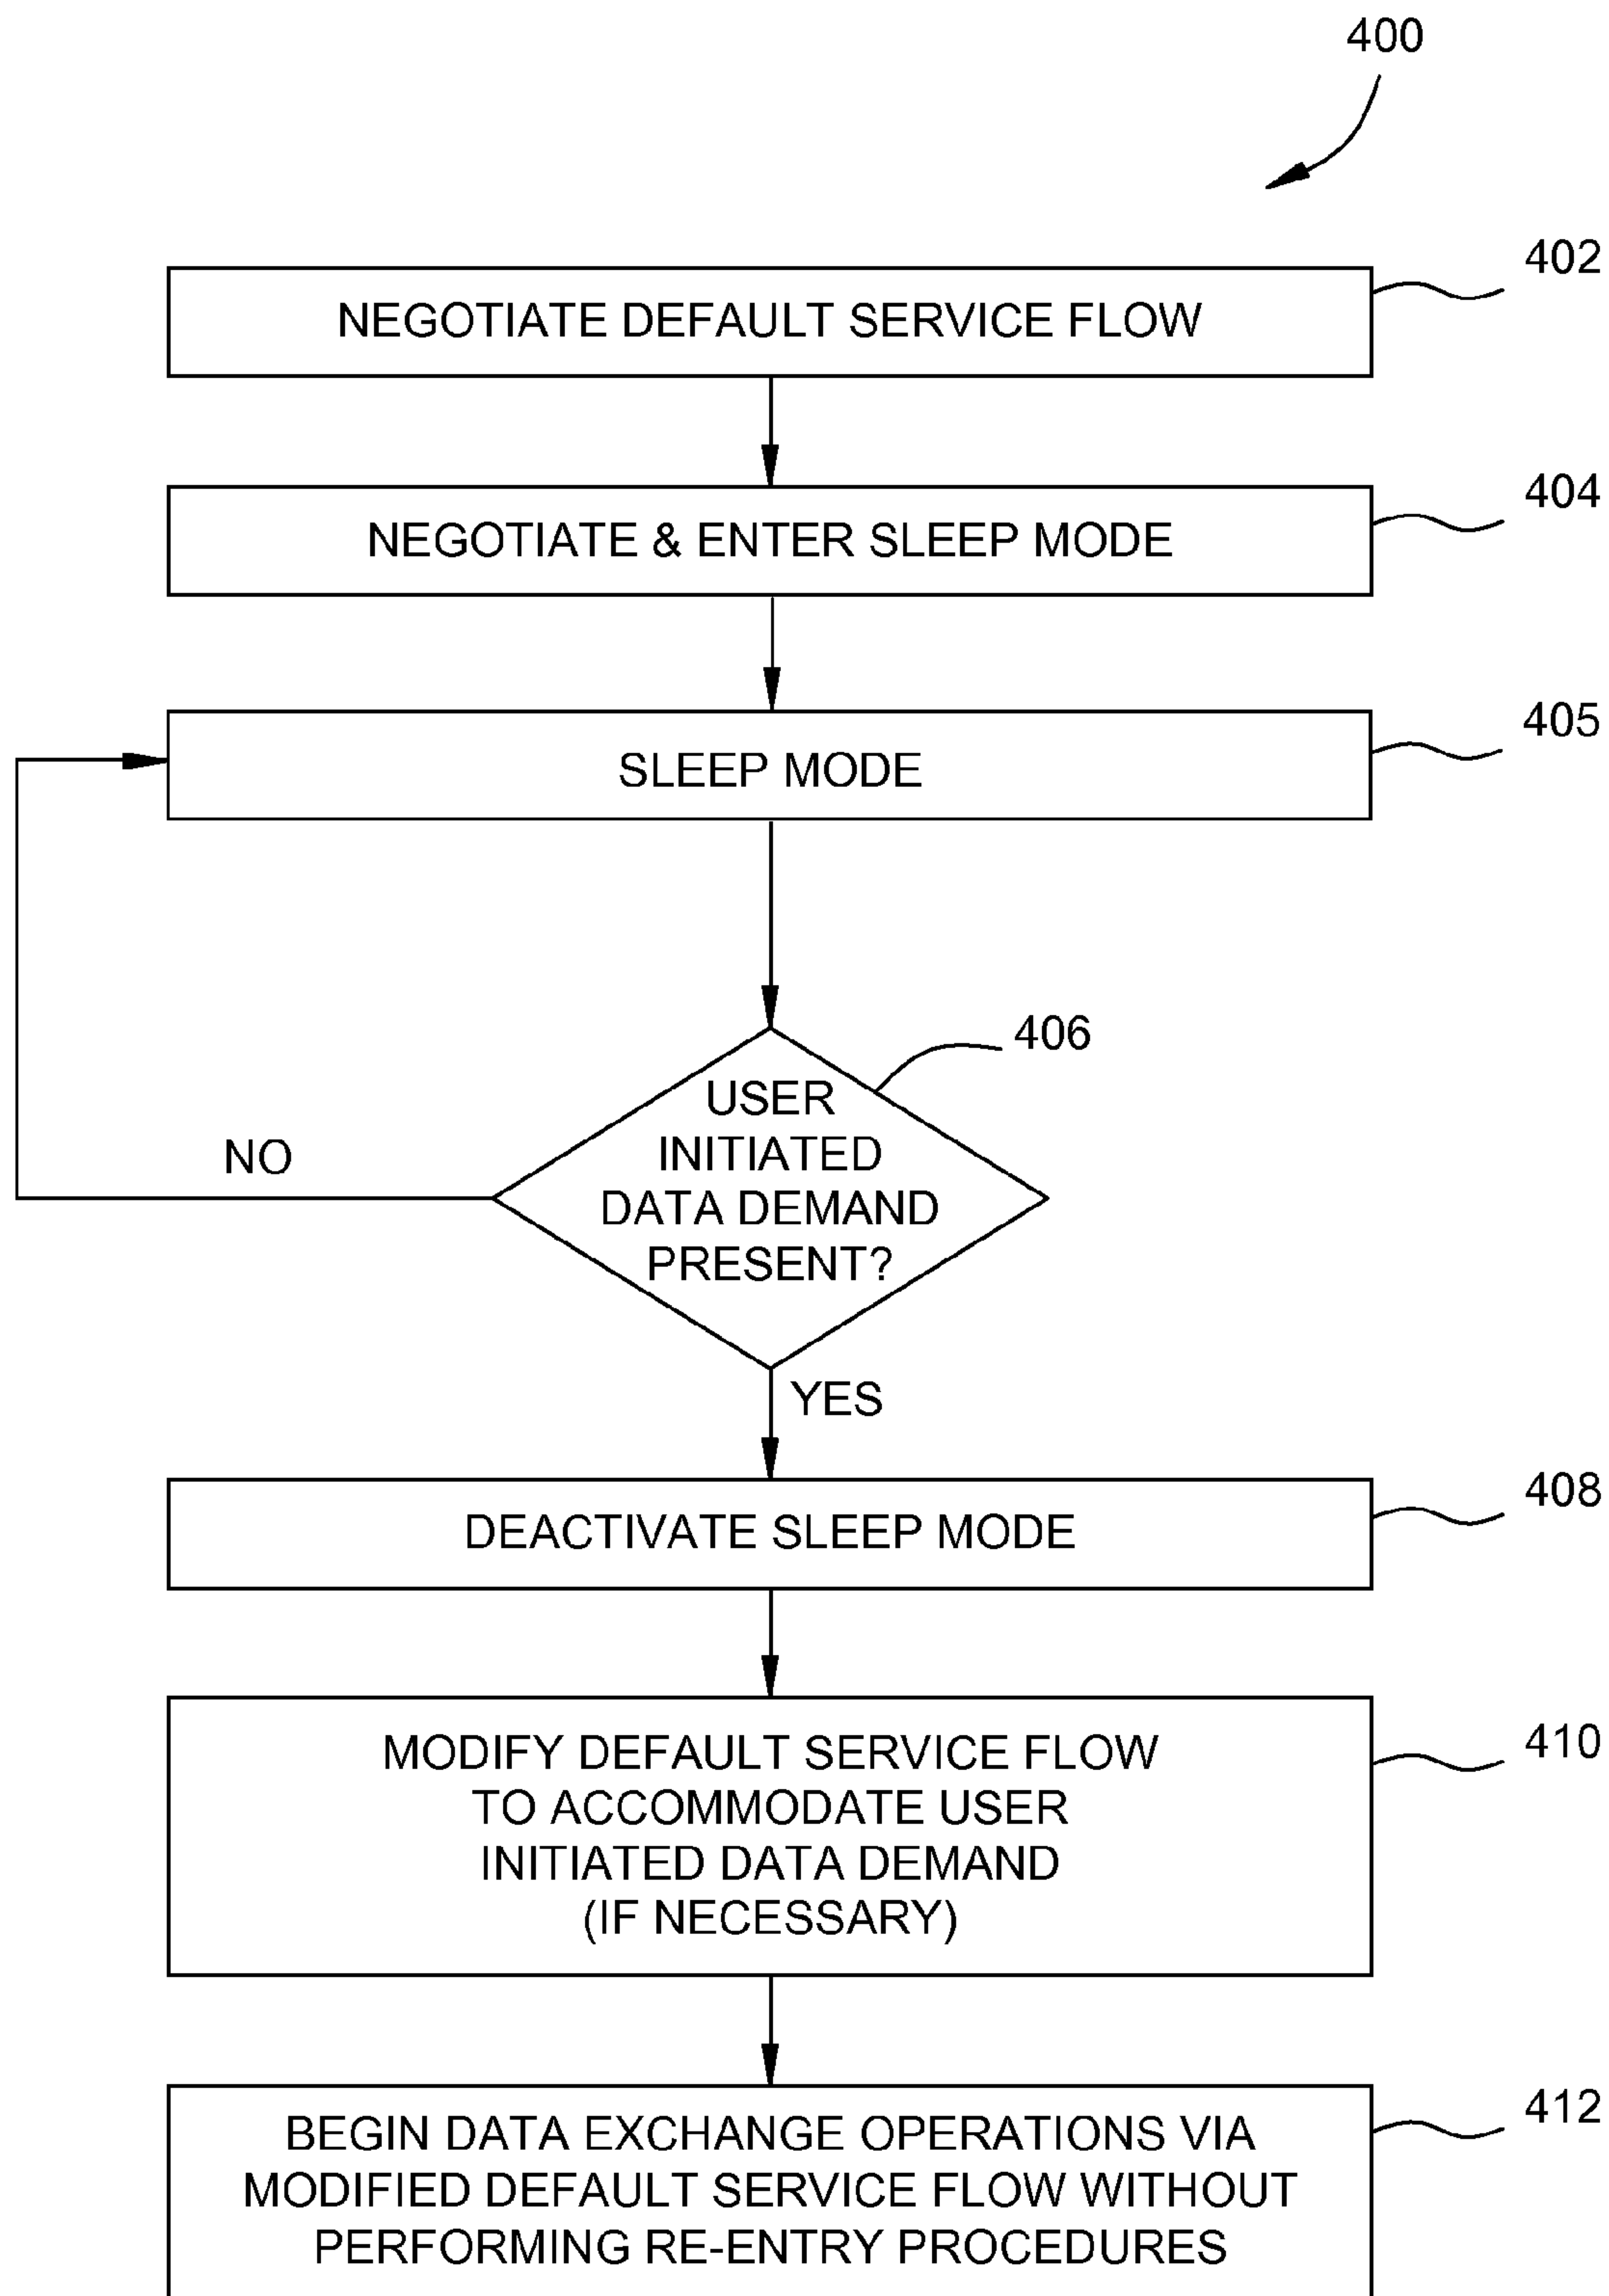 400
402
NEGOTIATE DEFAULT SERVICE FLOW
404
NEGOTIATE & ENTER SLEEP MODE
405
SLEEP MODE
406
USER
INITIATED
DATA DEMAND
PRESENT?
NO
YES
408
DEACTIVATE SLEEP MODE
410
MODIFY DEFAULT SERVICE FLOW
TO ACCOMMODATE USER
INITIATED DATA DEMAND
(IF NECESSARY)
412
BEGIN DATA EXCHANGE OPERATIONS VIA
MODIFIED DEFAULT SERVICE FLOW WITHOUT
PERFORMING RE-ENTRY PROCEDURES